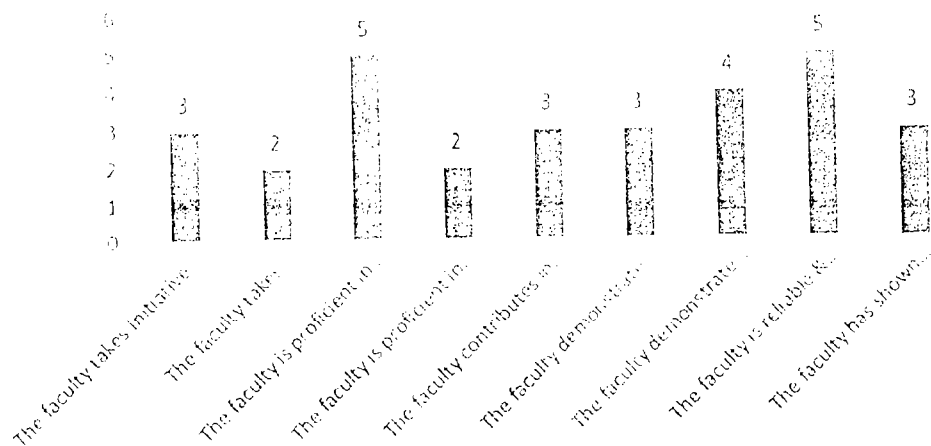 6
5
4
3
2
1
0
3
2
5
2
3
3
4
5
3
The faculty takes initiative
The faculty takes
The faculty is proficient in..
The faculty is proficient in.
The faculty contributes in.
The faculty demonstrate.
The faculty demonstrate .
The faculty is reliable &..
The faculty has shown...